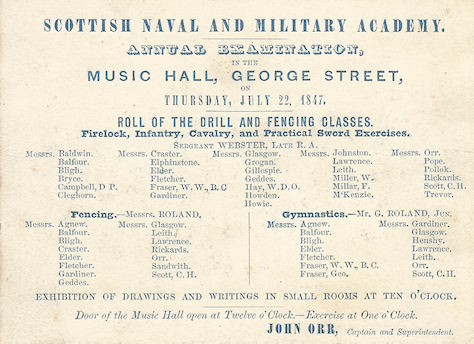 SCOTTISH NAVAL AND MILITARY ACADEMY.
ANNUAL EXAMINATION,
IN THE
MUSIC HALL, GEORGE STREET,
ON
THURSDAY, JULY 22, 1847.
ROLL OF THE DRILL AND FENCING CLASSES.
Firelock, Infantry, Cavalry, and Practical Sword Exercises.
SERGEANT WEBSTER, LATE R. A.
Messrs. Baldwin.
Balfour.
Bligh.
Bryce.
Campbell, D P.
Cleghorn.
Messrs. Craster.
Elphinstone.
Elder.
Fletcher.
Fraser, W. W., B. C
Gardiner.
Messrs. Glasgow.
Grogan.
Gillespie.
Geddes.
Hay, W. D. O.
Howden.
Howie.
Messrs. Johnston.
Lawrence.
Leith.
Miller, W.
Millar, F.
M'Kenzie.
Messrs. Orr.
Pope.
Pollok.
Rickards.
Scott, C. H.
Trevor.
Fencing.—Messrs. ROLAND,
Messrs. Agnew.
Balfour.
Bligh.
Craster.
Elder.
Fletcher.
Gardiner.
Geddes.
Messrs. Glasgow.
Leith.
Lawrence.
Rickards.
Orr.
Sandwith.
Scott, C. H.
Gymnastics.—Mr. G. ROLAND, JUN.
Messrs. Agnew.
Balfour.
Bligh.
Elder.
Fletcher.
Fraser, W. W., B. C.
Fraser, Geo.
Messrs. Gardiner.
Glasgow.
Henshy.
Lawrence.
Leith.
Orr.
Scott, C. H.
EXHIBITION OF DRAWINGS AND WRITINGS IN SMALL ROOMS AT TEN O'CLOCK.
Door of the Music Hall open at Twelve o'Clock.—Exercise at One o'Clock.
JOHN ORR, Captain and Superintendent.